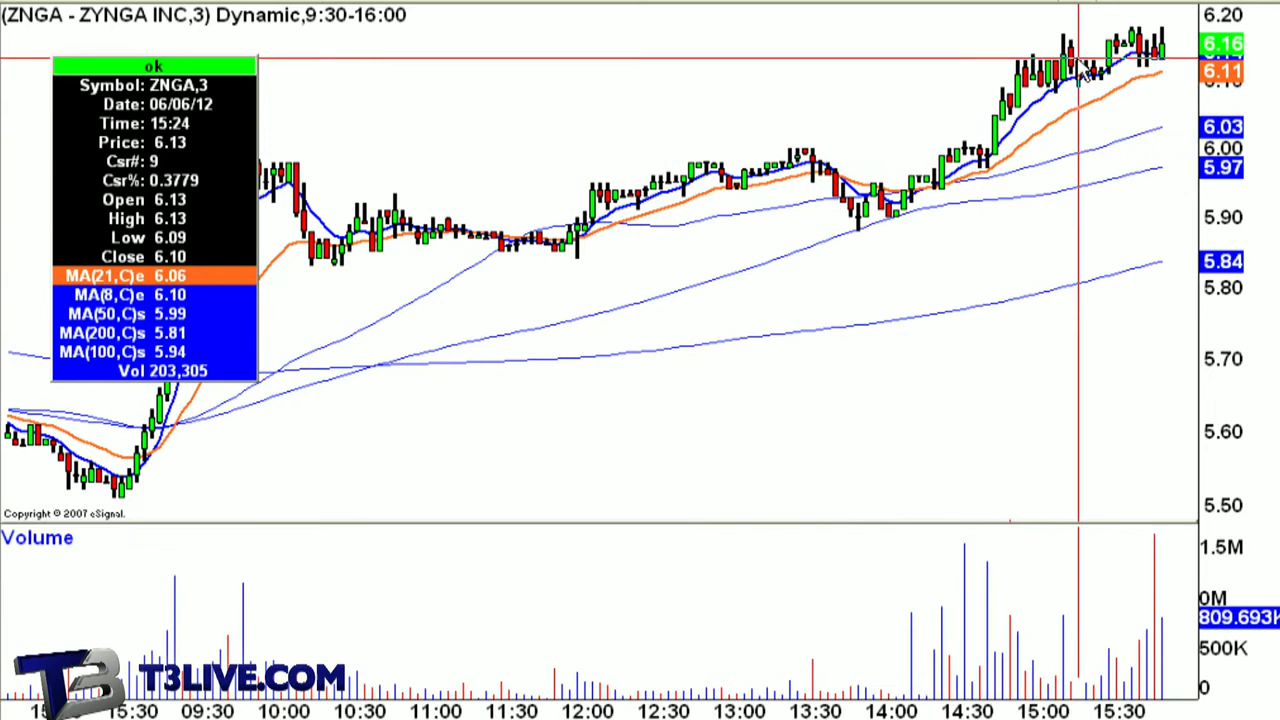 (ZNGA - ZYNGA INC,3) Dynamic,9:30-16:00
ok
Symbol: ZNGA,3
Date: 06/06/12
Time: 15:24
Price: 6.13
Csr#: 9
Csr%: 0.3779
Open 6.13
High 6.13
Low 6.09
Close 6.10
MA(21,C)e 6.06
MA(8,C)e 6.10
MA(50,C)s 5.99
MA(200,C)s 5.81
MA(100,C)s 5.94
Vol 203,305
6.20
6.16
6.11
6.03
6.00
5.97
5.90
5.84
5.80
5.70
5.60
5.50
Copyright © 2007 eSignal.
Volume
1.5M
0M
809.693K
500K
0
T3
T3LIVE.COM
15:30 09:30 10:00 10:30 11:00 11:30 12:00 12:30 13:00 13:30 14:00 14:30 15:00 15:30